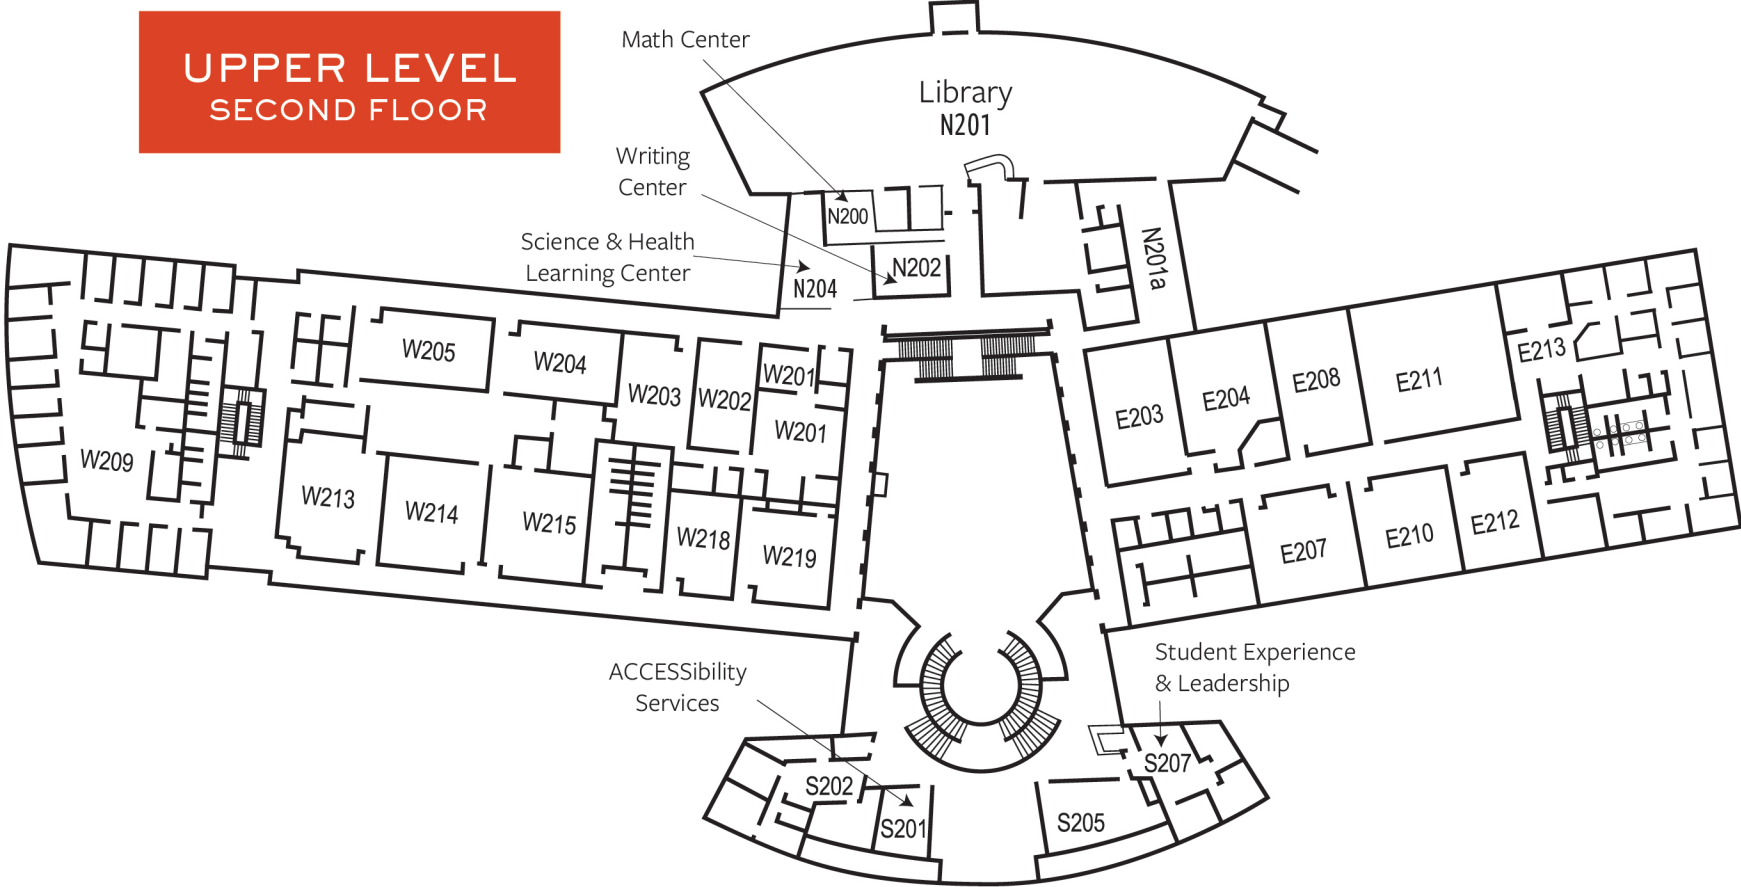 UPPER LEVEL
SECOND FLOOR
Math Center
Library
N201
Writing
Center
N200
Science & Health
Learning Center
N202
N204
N201a
W205
W204
W203
W202
W201
W201
W209
W213
W214
W215
W218
W219
E203
E204
E208
E211
E213
E207
E210
E212
ACCESSibility
Services
Student Experience
& Leadership
S202
S201
S205
S207